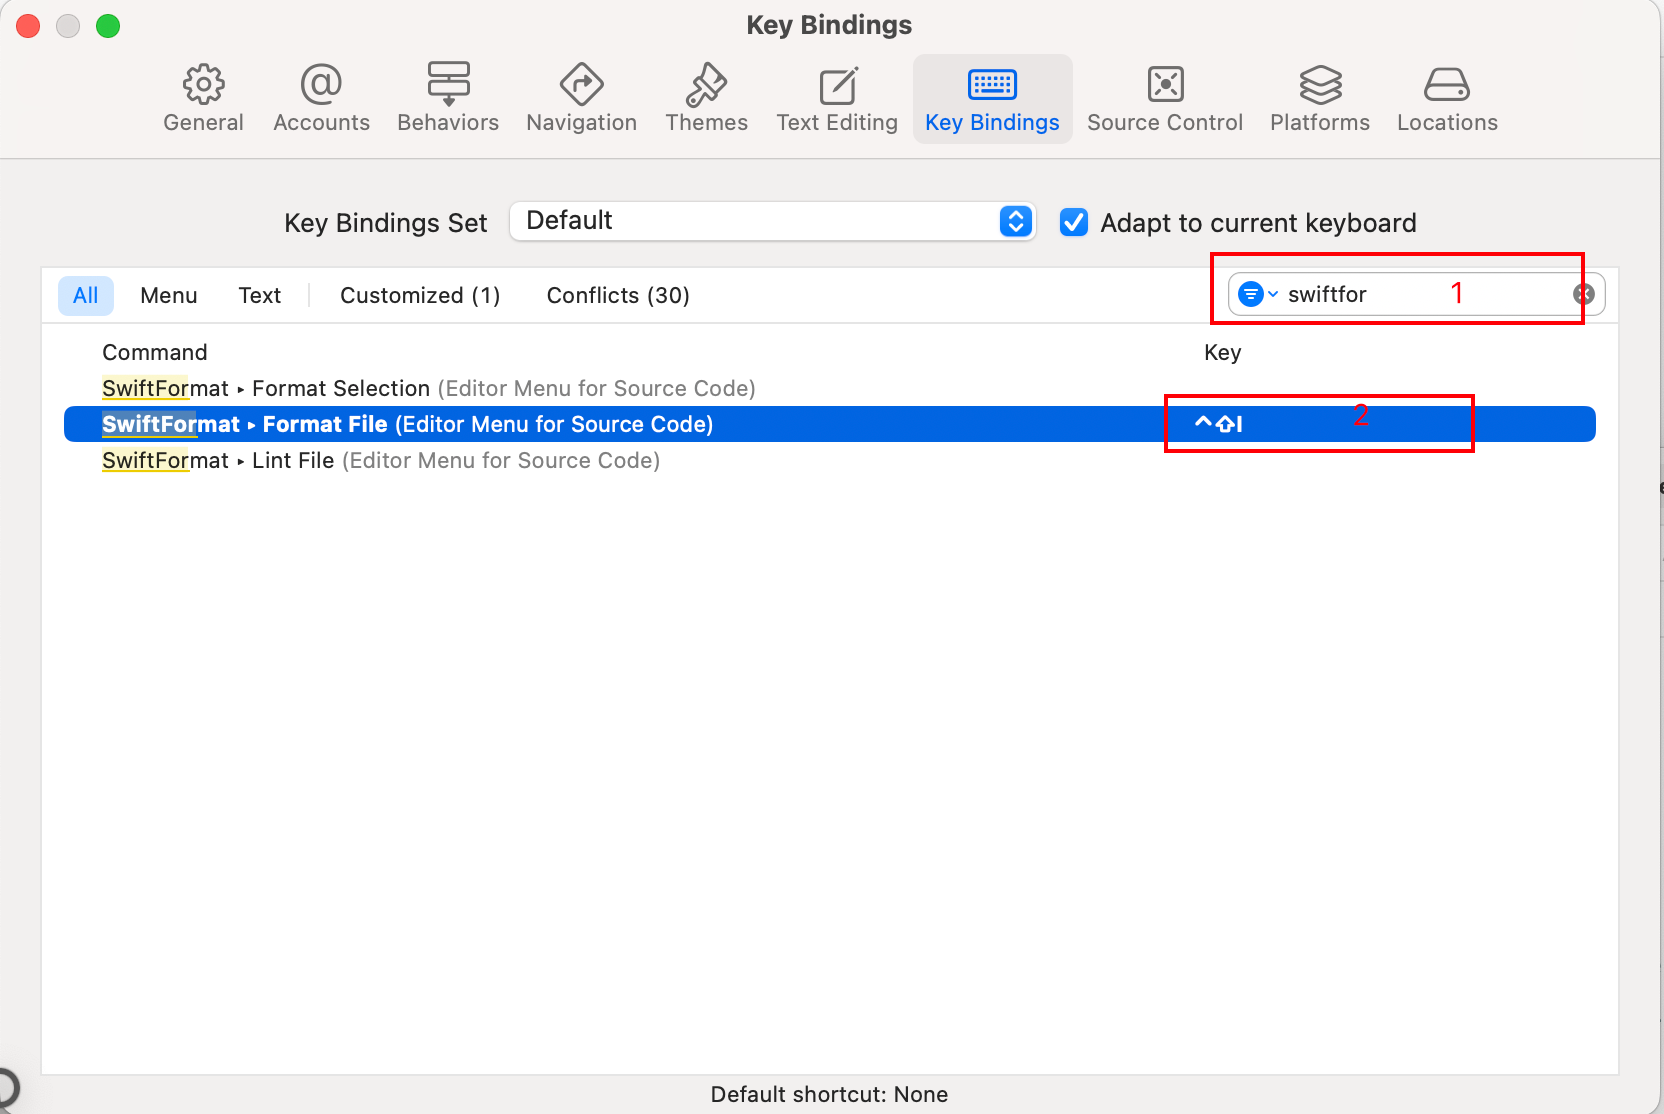 Key Bindings
General Accounts Behaviors Navigation Themes Text Editing Key Bindings Source Control Platforms Locations
Key Bindings Set Default Adapt to current keyboard
All Menu Text Customized (1) Conflicts (30) swiftfor 1
Command Key
SwiftFormat ▸ Format Selection (Editor Menu for Source Code)
SwiftFormat ▸ Format File (Editor Menu for Source Code) ^⇧I 2
SwiftFormat ▸ Lint File (Editor Menu for Source Code)
Default shortcut: None